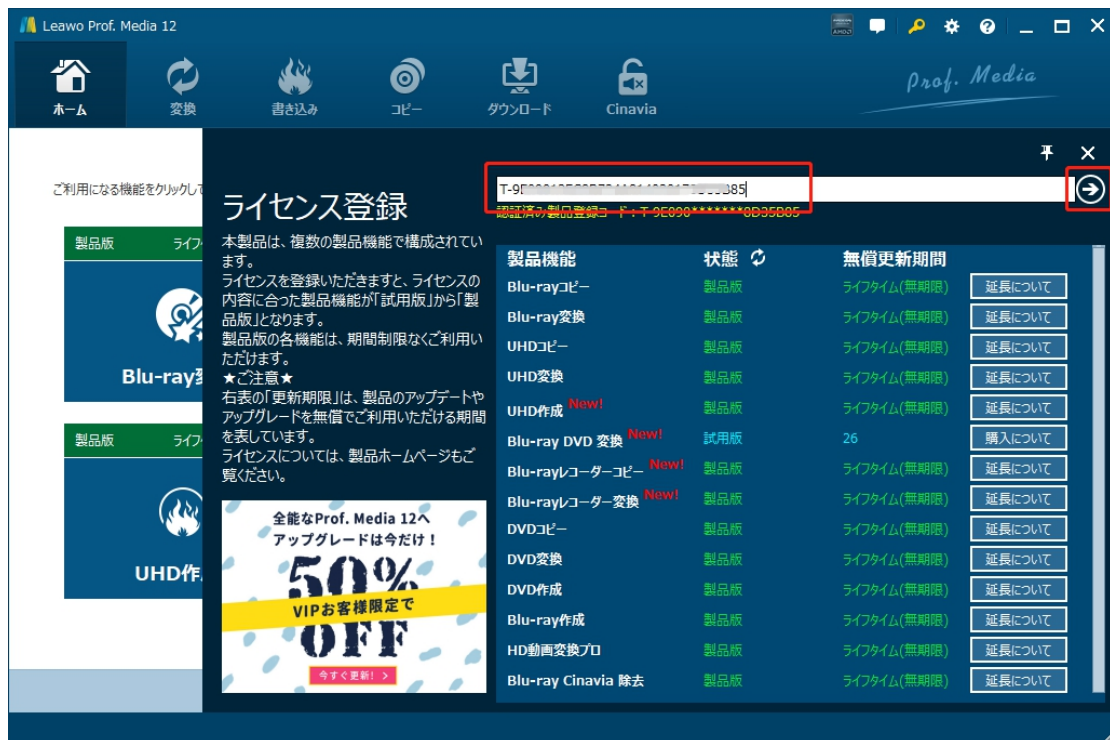 Leawo Prof. Media 12
ホーム
変換
書き込み
コピー
ダウンロード
Cinavia
Prof. Media
ご利用になる機能をクリックして
製品版
Blu-ray
製品版
UHD作
ライセンス登録
本製品は、複数の製品機能で構成されてい
ます。
ライセンスを登録いただきますと、ライセンスの
内容に合った製品機能が「試用版」から「製
品版」となります。
製品版の各機能は、期間制限なくご利用い
ただけます。
★ご注意★
右表の「更新期限」は、製品のアップデートや
アップグレードを無償でご利用いただける期間
を表しています。
ライセンスについては、製品ホームページもご
覧ください。
全能なProf. Media 12へ
アップグレードは今だけ！
50%
VIPお客様限定で
OFF
今すぐ更新! >
認証済み製品登録コード：
製品機能 状態 無償更新期間
Blu-rayコピー 製品版 ライフタイム(無期限) 延長について
Blu-ray変換 製品版 ライフタイム(無期限) 延長について
UHDコピー 製品版 ライフタイム(無期限) 延長について
UHD変換 製品版 ライフタイム(無期限) 延長について
UHD作成 New! 製品版 ライフタイム(無期限) 延長について
Blu-ray DVD 変換 New! 試用版 26 購入について
Blu-rayレコーダーコピー New! 製品版 ライフタイム(無期限) 延長について
Blu-rayレコーダー変換 New! 製品版 ライフタイム(無期限) 延長について
DVDコピー 製品版 ライフタイム(無期限) 延長について
DVD変換 製品版 ライフタイム(無期限) 延長について
DVD作成 製品版 ライフタイム(無期限) 延長について
Blu-ray作成 製品版 ライフタイム(無期限) 延長について
HD動画変換プロ 製品版 ライフタイム(無期限) 延長について
Blu-ray Cinavia 除去 製品版 ライフタイム(無期限) 延長について